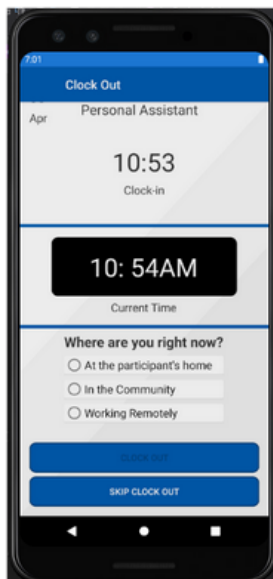 7:01
Clock Out
Apr
Personal Assistant
10:53
Clock-in
10: 54AM
Current Time
Where are you right now?
At the participant's home
In the Community
Working Remotely
CLOCK OUT
SKIP CLOCK OUT